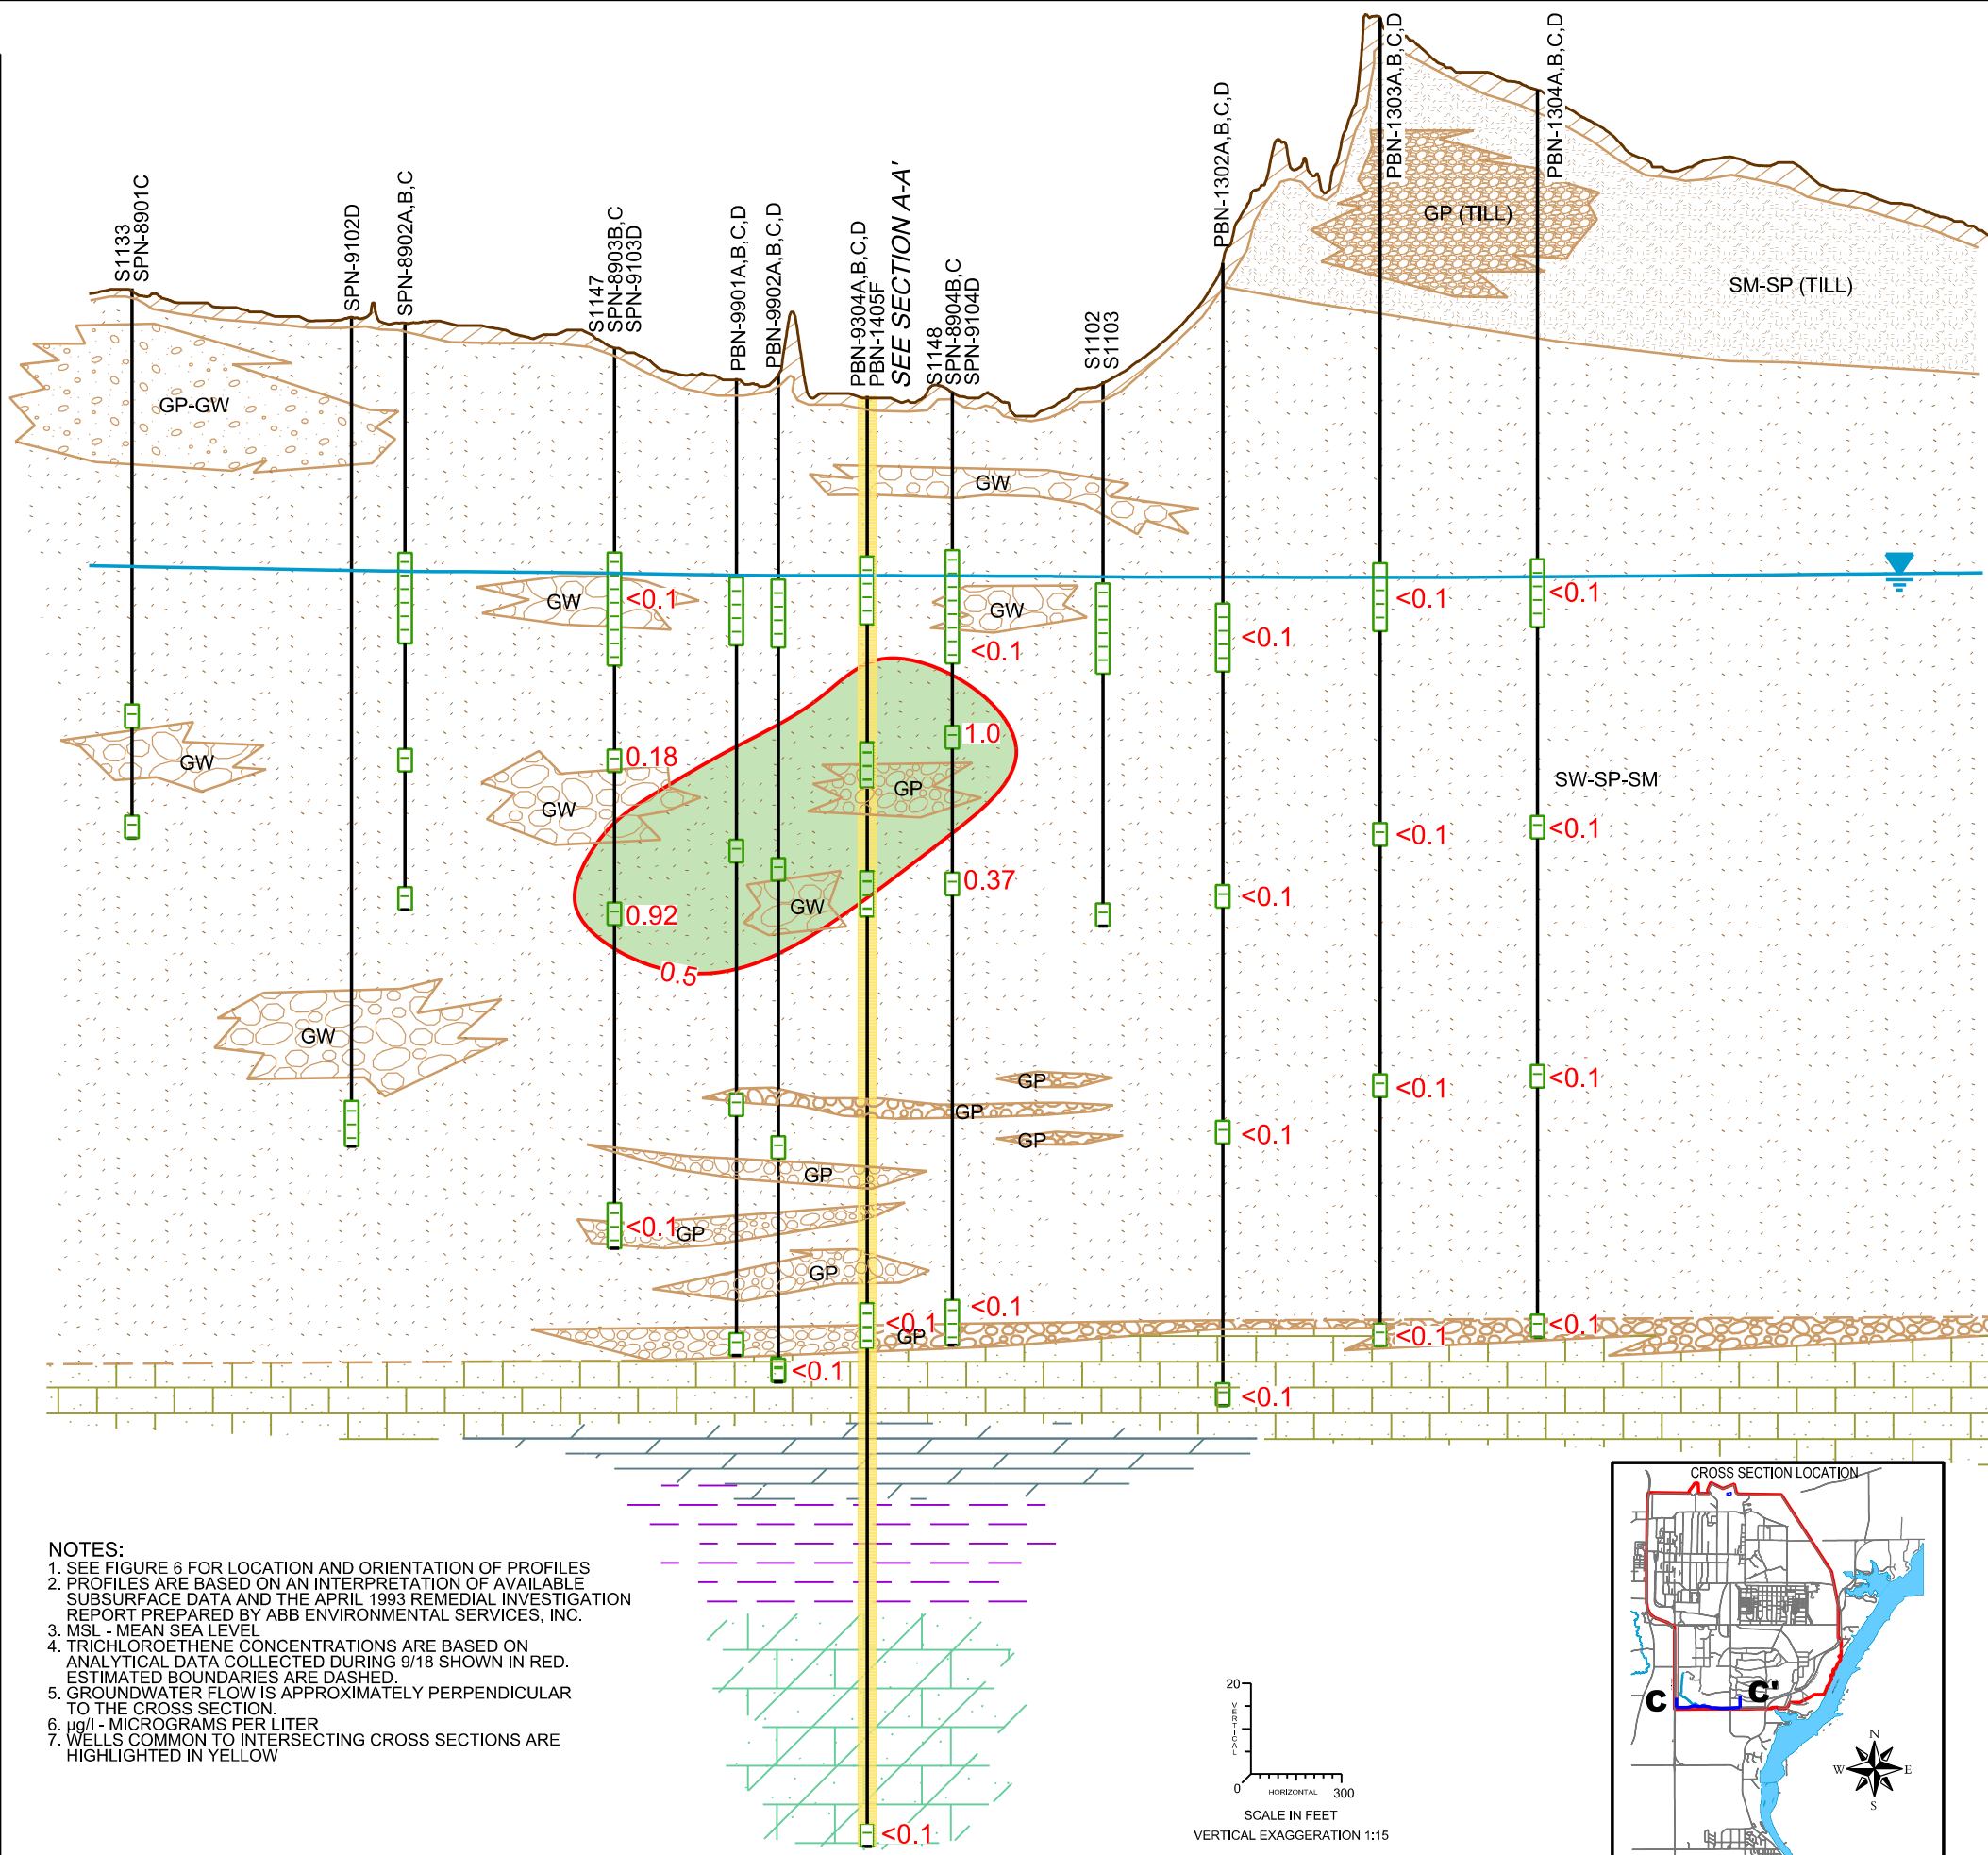 S1133
SPN-8901C
SPN-9102D
SPN-8902A,B,C
S1147
SPN-8903B,C
SPN-9103D
PBN-9901A,B,C,D
PBN-9902A,B,C,D
PBN-9304A,B,C,D
PBN-1405F
SEE SECTION A-A'
S1148
SPN-8904B,C
SPN-9104D
S1102
S1103
PBN-1302A,B,C,D
PBN-1303A,B,C,D
PBN-1304A,B,C,D
GP (TILL)
SM-SP (TILL)
GP-GW
GW
GW
<0.1
GW
<0.1
<0.1
<0.1
<0.1
GW
0.18
GW
1.0
GP
SW-SP-SM
<0.1
<0.1
0.92
GW
0.37
<0.1
0.5
GW
GP
GP
GP
<0.1
<0.1
<0.1
GP
<0.1
GP
GP
<0.1
GP
<0.1
<0.1
<0.1
<0.1
<0.1
NOTES:
1. SEE FIGURE 6 FOR LOCATION AND ORIENTATION OF PROFILES
2. PROFILES ARE BASED ON AN INTERPRETATION OF AVAILABLE
SUBSURFACE DATA AND THE APRIL 1993 REMEDIAL INVESTIGATION
REPORT PREPARED BY ABB ENVIRONMENTAL SERVICES, INC.
3. MSL - MEAN SEA LEVEL
4. TRICHLOROETHENE CONCENTRATIONS ARE BASED ON
ANALYTICAL DATA COLLECTED DURING 9/18 SHOWN IN RED.
ESTIMATED BOUNDARIES ARE DASHED.
5. GROUNDWATER FLOW IS APPROXIMATELY PERPENDICULAR
TO THE CROSS SECTION.
6. µg/l - MICROGRAMS PER LITER
7. WELLS COMMON TO INTERSECTING CROSS SECTIONS ARE
HIGHLIGHTED IN YELLOW
<0.1
20
VERTICAL
0
HORIZONTAL
300
SCALE IN FEET
VERTICAL EXAGGERATION 1:15
CROSS SECTION LOCATION
C
C'
N
W
E
S